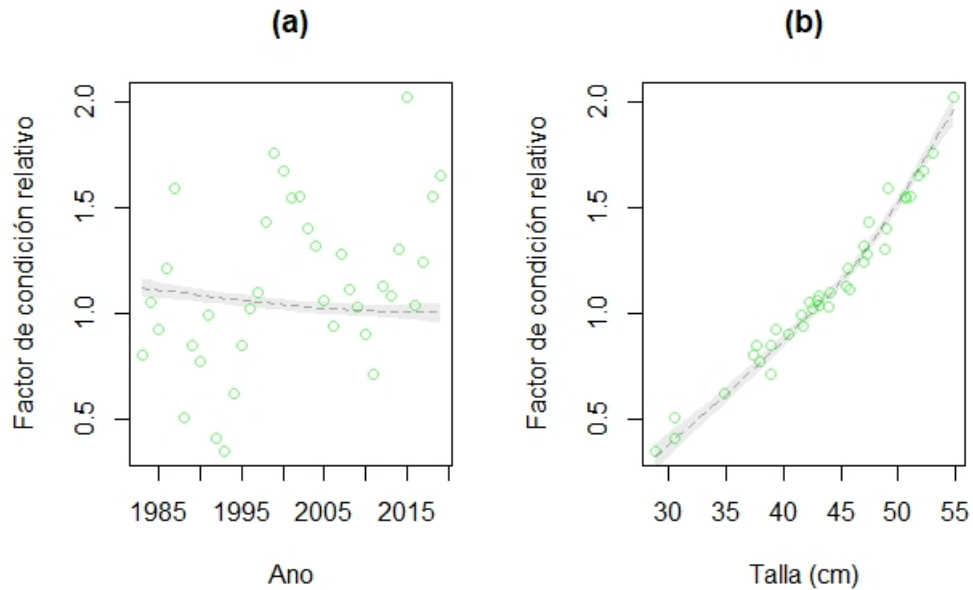 (a)
Factor de condición relativo
2.0
1.5
1.0
0.5
1985 1995 2005 2015
Ano
(b)
Factor de condición relativo
2.0
1.5
1.0
0.5
30 35 40 45 50 55
Talla (cm)